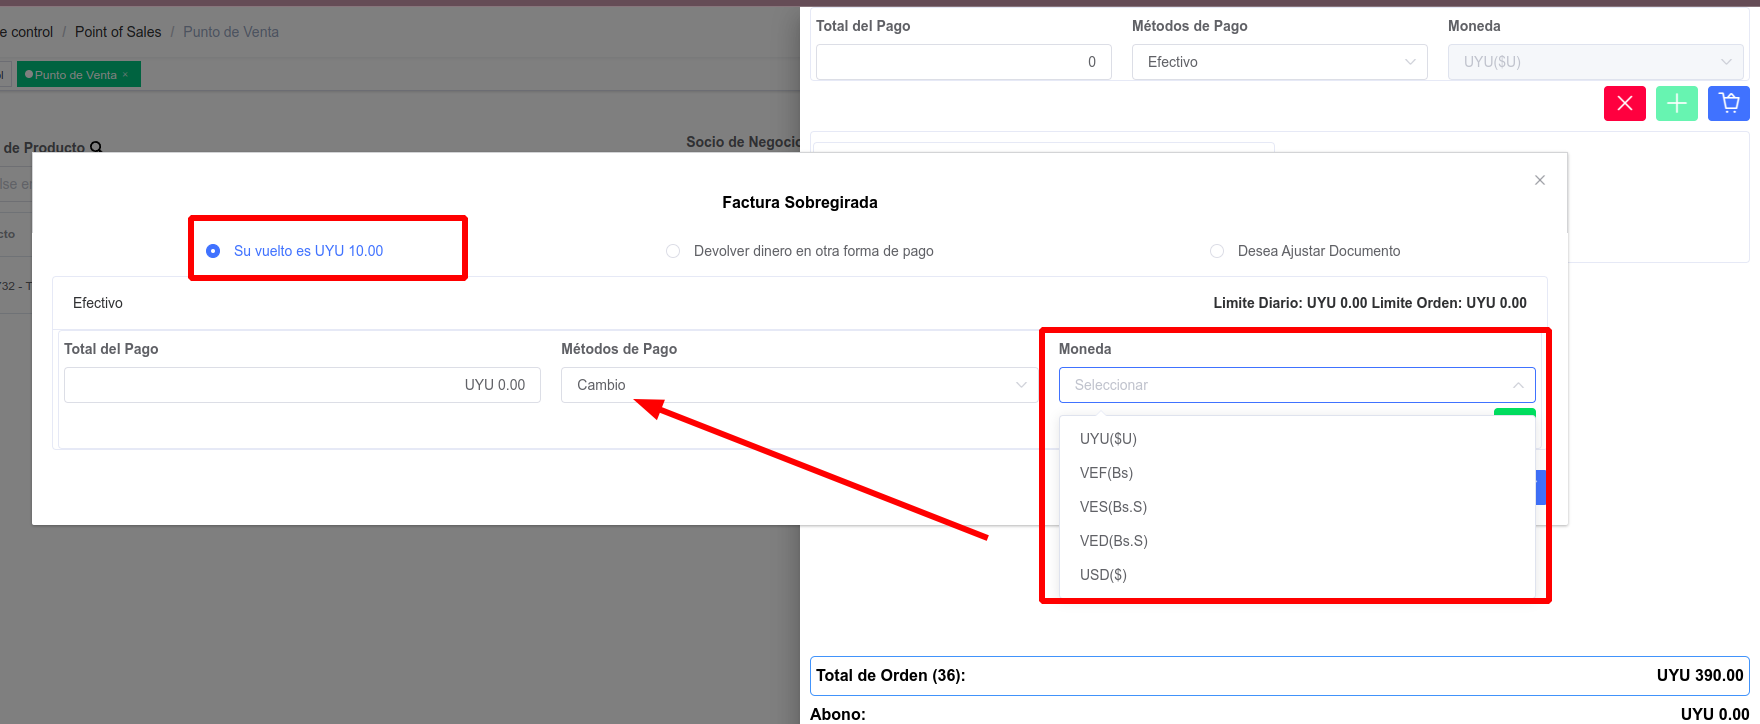 e control / Point of Sales / Punto de Venta
Punto de Venta ×
de Producto
Socio de Negocio
Total del Pago Métodos de Pago Moneda
0 Efectivo UYU($U)
Factura Sobregirada
Su vuelto es UYU 10.00 Devolver dinero en otra forma de pago Desea Ajustar Documento
Efectivo Limite Diario: UYU 0.00 Limite Orden: UYU 0.00
Total del Pago Métodos de Pago Moneda
UYU 0.00 Cambio Seleccionar
UYU($U)
VEF(Bs)
VES(Bs.S)
VED(Bs.S)
USD($)
Total de Orden (36): UYU 390.00
Abono: UYU 0.00